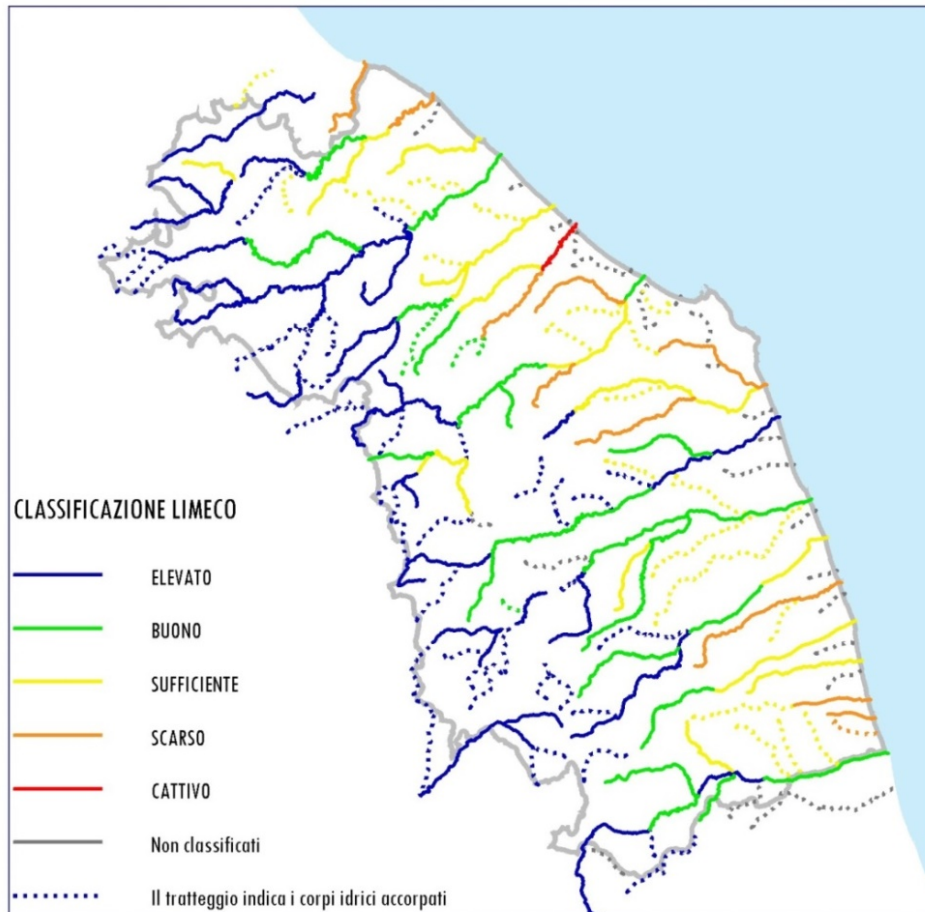 CLASSIFICAZIONE LIMECO
ELEVATO
BUONO
SUFFICIENTE
SCARSO
CATTIVO
Non classificati
Il tratteggio indica i corpi idrici accorpati